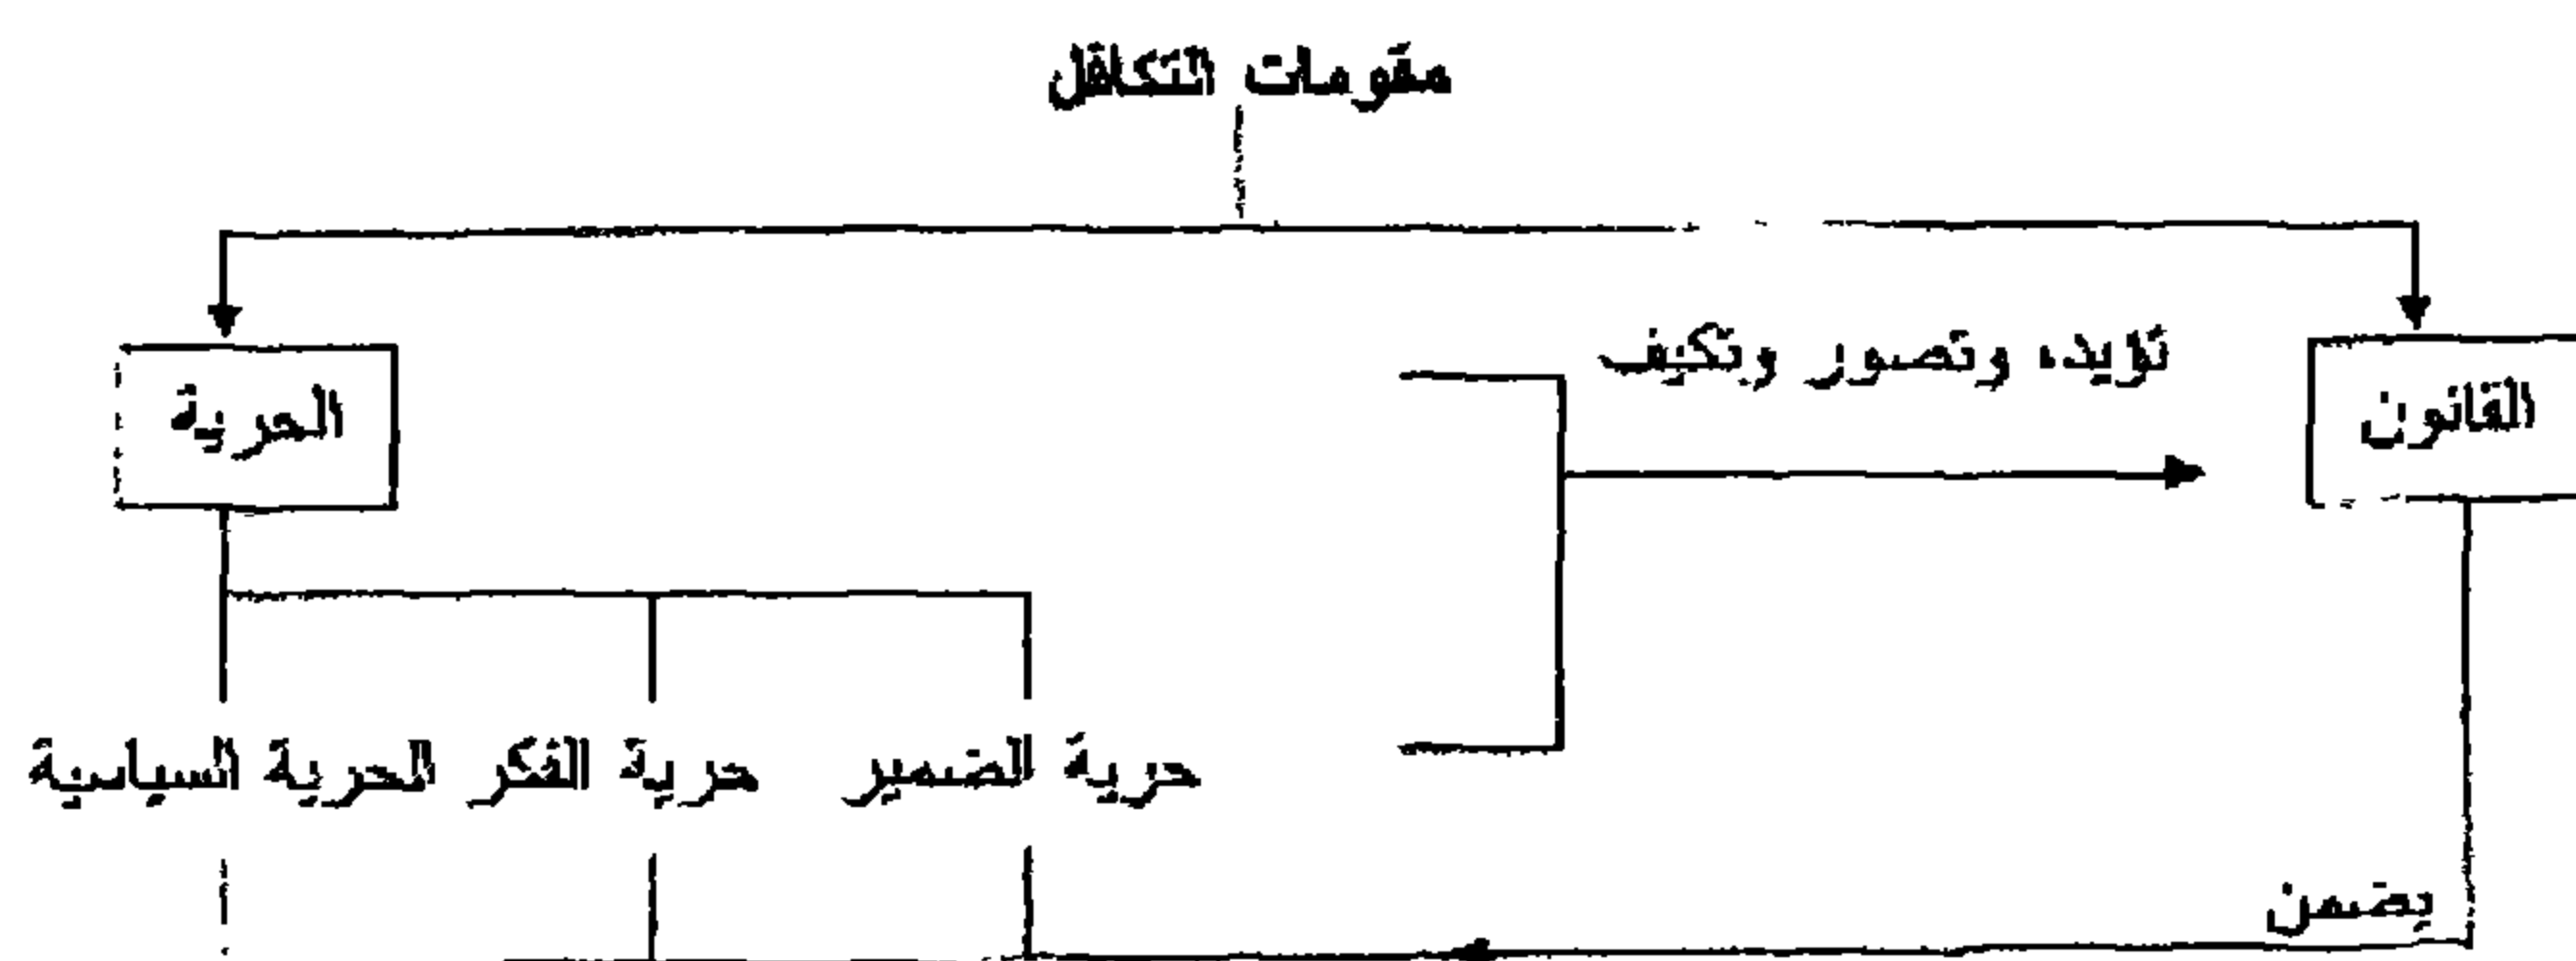 مقومات التكافل
تؤيده وتصور وتكيف
القانون
الحرية
حرية الضمير
حرية الفكر
الحرية السياسية
يضمن